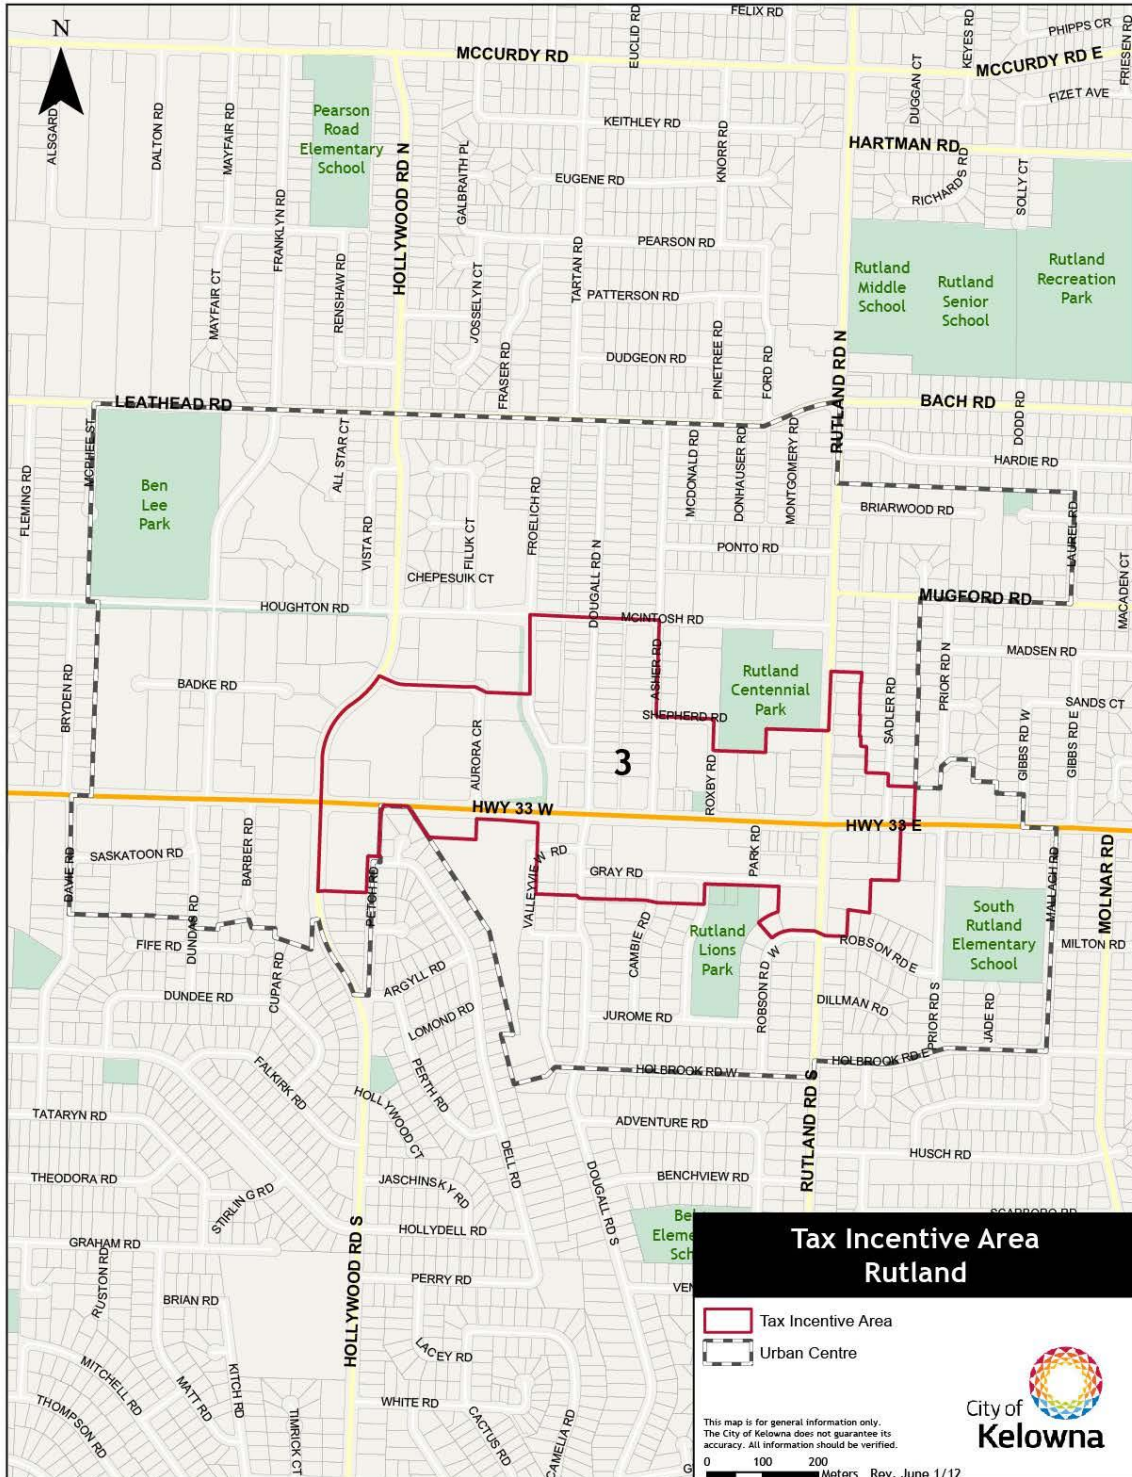 N
FELIX RD
EUCLID RD
MCCURDY RD
PHIPPS CR
KEYES RD
MCCURDY RD E
FRIESEN RD
DUGGAN CT
FIZET AVE
ALSGARD
DALTON RD
MAYFAIR RD
Pearson
Road
Elementary
School
KEITHLEY RD
KNORR RD
HARTMAN RD
GALBRAITH PL
EUGENE RD
RICHARDS RD
SOLLY CT
FRANKLYN RD
HOLLYWOOD RD N
PEARSON RD
TARTAN RD
MAYFAIR CT
RENSHAW RD
JOSSELYN CT
PATTERSON RD
Rutland
Middle
School
Rutland
Senior
School
Rutland
Recreation
Park
FRASER RD
DUDGEON RD
PINETREE RD
FORD RD
RUTLAND RD N
LEATHEAD RD
BACH RD
DODD RD
MCPHEE ST
ALL STAR CT
MCDONALD RD
DONHAUSER RD
MONTGOMERY RD
HARDIE RD
FLEMING RD
Ben
Lee
Park
VISTA RD
FILUK CT
FROELICH RD
DOUGALL RD N
BRIARWOOD RD
LAUREL RD
PONTO RD
CHEPESUIK CT
MACADEN CT
HOUGHTON RD
MCINTOSH RD
MUGFORD RD
BRYDEN RD
BADKE RD
ASHER RD
Rutland
Centennial
Park
SADLER RD
PRIOR RD N
MADSEN RD
SANDS CT
SHEPHERD RD
GIBBS RD W
GIBBS RD E
AURORA CR
3
ROXBY RD
HWY 33 W
HWY 33 E
SASKATOON RD
BARBER RD
DAVIE RD
PETCH RD
VALLEYVIEW RD
GRAY RD
PARK RD
MALLACH RD
MOLNAR RD
DUNDAS RD
FIFE RD
CUPAR RD
CAMBIE RD
Rutland
Lions
Park
ROBSON RD W
ROBSON RD E
South
Rutland
Elementary
School
MILTON RD
ARGYLL RD
DUNDEE RD
LOMOND RD
JUROME RD
DILLMAN RD
PRIOR RD S
JADE RD
FALKIRK RD
PERTH RD
HOLBROOK RD W
HOLBROOK RD E
HOLLYWOOD CT
TATARYN RD
ADVENTURE RD
RUTLAND RD S
HUSCH RD
DELL RD
DOUGALL RD S
THEODORA RD
STIRLING RD
JASCHINSKY RD
BENCHVIEW RD
HOLLYDELL RD
GRAHAM RD
RUSTON RD
HOLLYWOOD RD S
PERRY RD
BRIAN RD
LACEY RD
MITCHELL RD
MATT RD
KITCH RD
THOMPSON RD
TIMRICK CT
WHITE RD
CACTUS RD
CAMELIA RD
Tax Incentive Area
Rutland
Tax Incentive Area
Urban Centre
City of
Kelowna
This map is for general information only.
The City of Kelowna does not guarantee its
accuracy. All information should be verified.
0 100 200
Meters Rev. June 1/12